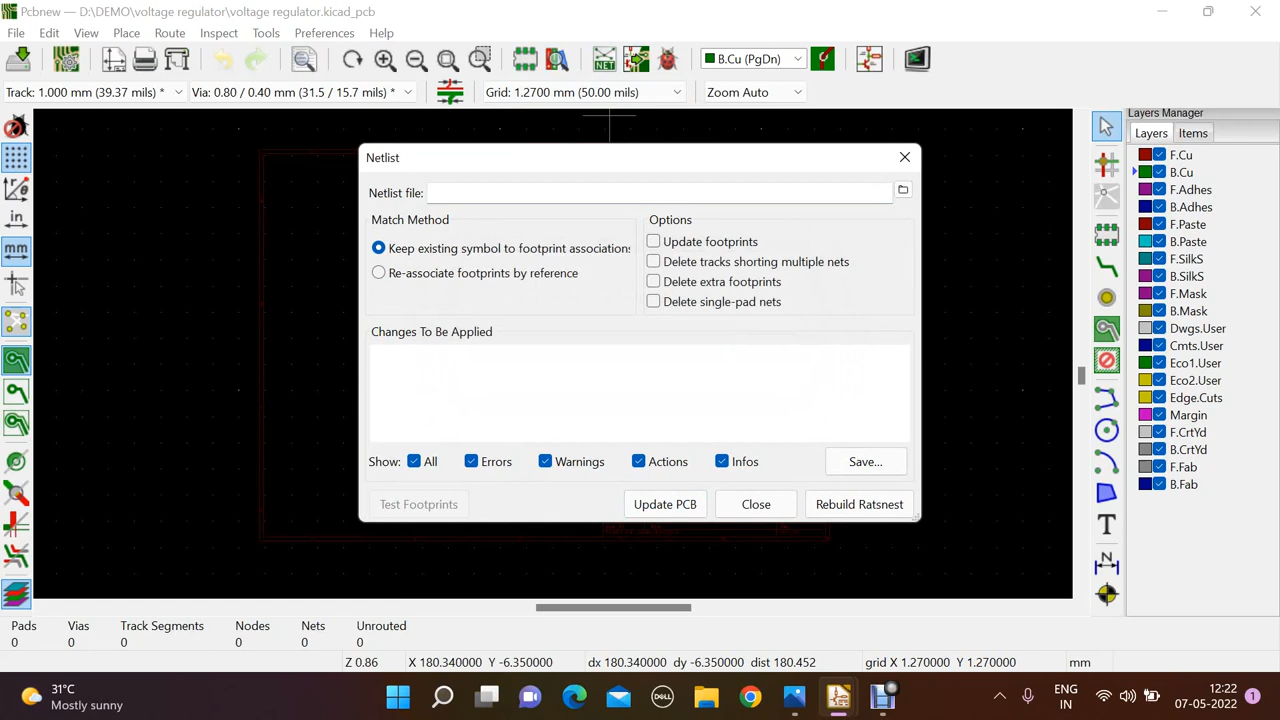 Pcbnew — D:\DEMO\voltage regulator\voltage regulator.kicad_pcb
File Edit View Place Route Inspect Tools Preferences Help
NET B.Cu (PgDn)
Track: 1.000 mm (39.37 mils) * Via: 0.80 / 0.40 mm (31.5 / 15.7 mils) * Grid: 1.2700 mm (50.00 mils) Zoom Auto
in
mm
Netlist
Netlist file:
Match Method
Keep existing symbol to footprint associations
Re-associate footprints by reference
Options
Update footprints
Delete tracks shorting multiple nets
Delete extra footprints
Delete single-pad nets
Changes To Be Applied
Show: All Errors Warnings Actions Infos Save...
Test Footprints Update PCB Close Rebuild Ratsnest
Layers Manager
Layers Items
F.Cu
B.Cu
F.Adhes
B.Adhes
F.Paste
B.Paste
F.SilkS
B.SilkS
F.Mask
B.Mask
Dwgs.User
Cmts.User
Eco1.User
Eco2.User
Edge.Cuts
Margin
F.CrtYd
B.CrtYd
F.Fab
B.Fab
T
N
Pads Vias Track Segments Nodes Nets Unrouted
0 0 0 0 0 0
Z 0.86 X 180.340000 Y -6.350000 dx 180.340000 dy -6.350000 dist 180.452 grid X 1.270000 Y 1.270000 mm
31°C
Mostly sunny
DELL
ENG
IN
12:22
07-05-2022
1